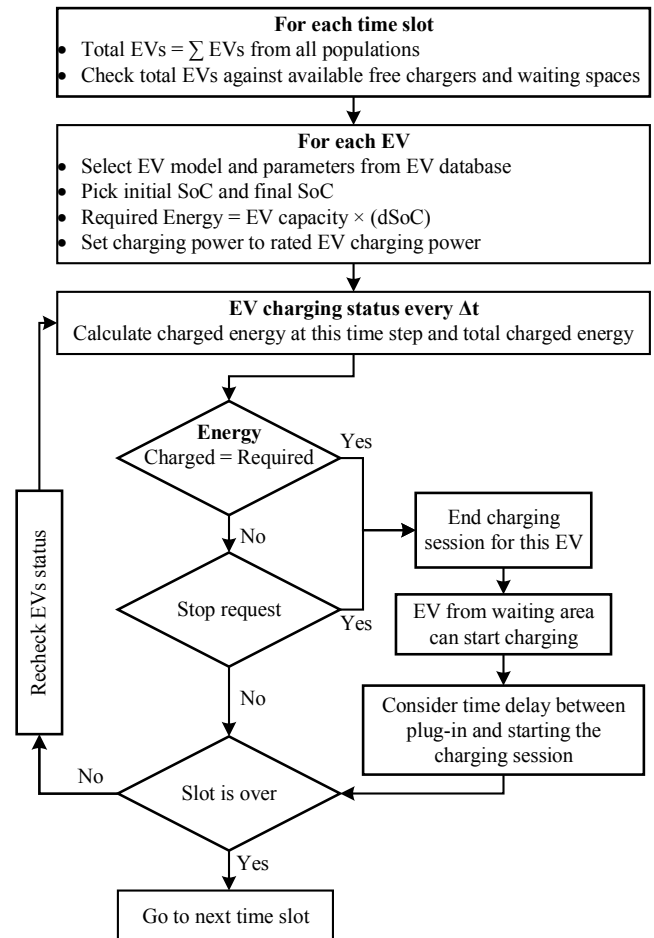 For each time slot
• Total EVs = ∑ EVs from all populations
• Check total EVs against available free chargers and waiting spaces
For each EV
• Select EV model and parameters from EV database
• Pick initial SoC and final SoC
• Required Energy = EV capacity × (dSoC)
• Set charging power to rated EV charging power
EV charging status every Δt
Calculate charged energy at this time step and total charged energy
Energy
Charged = Required
Yes
No
End charging
session for this EV
Stop request
Yes
EV from waiting area
can start charging
Recheck EVs status
No
Consider time delay between
plug-in and starting the
charging session
Slot is over
No
Yes
Go to next time slot